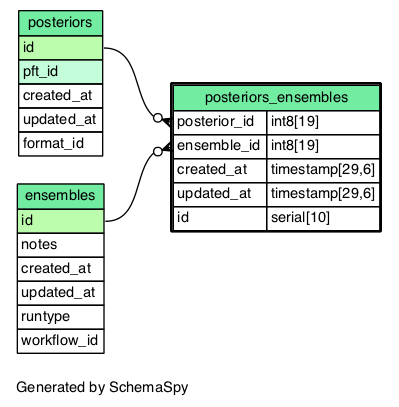 posteriors
id
pft_id
created_at
updated_at
format_id
posteriors_ensembles
posterior_id int8[19]
ensemble_id int8[19]
created_at timestamp[29,6]
updated_at timestamp[29,6]
id serial[10]
ensembles
id
notes
created_at
updated_at
runtype
workflow_id
Generated by SchemaSpy